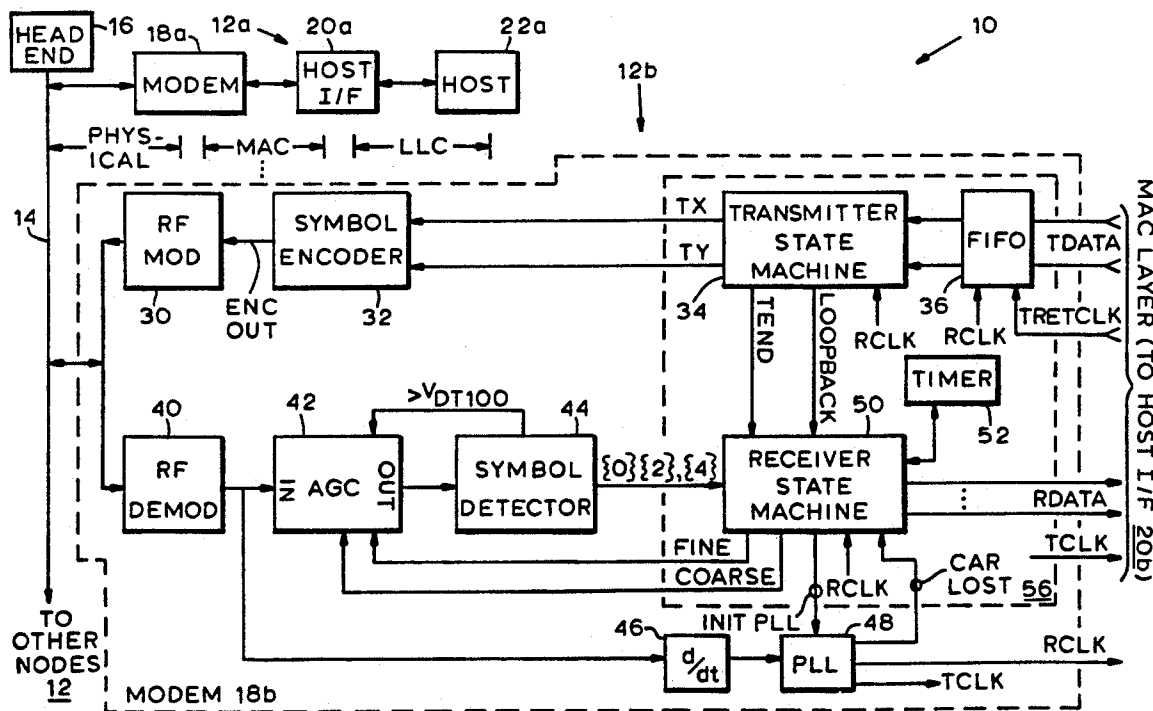 HEAD
END
16
18a
12a
20a
22a
10
MODEM
HOST
I/F
HOST
12b
PHYS-
ICAL
MAC
LLC
14
RF
MOD
30
ENC
OUT
SYMBOL
ENCODER
32
TX
TY
TRANSMITTER
STATE
MACHINE
34
FIFO
36
TDATA
TRETCLK
RCLK
RCLK
TEND
LOOPBACK
TIMER
52
MAC LAYER (TO HOST I/F 20b)
40
RF
DEMOD
42
IN
AGC
OUT
>VDT100
44
SYMBOL
DETECTOR
{0}{2},{4}
50
RECEIVER
STATE
MACHINE
RDATA
TCLK
FINE
COARSE
RCLK
CAR
LOST
56
INIT PLL
46
d/dt
48
PLL
RCLK
TCLK
TO
OTHER
NODES
12
MODEM 18b